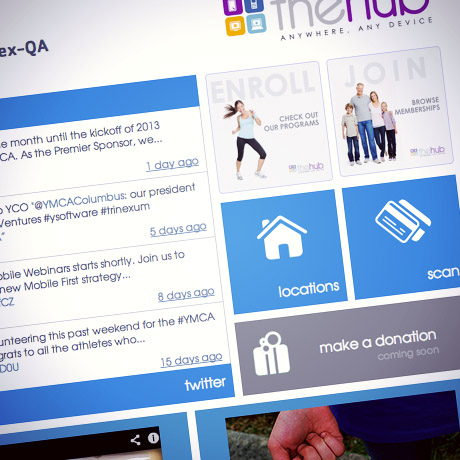 thehub
ANYWHERE. ANY DEVICE
ex-QA
ENROLL
CHECK OUT
OUR PROGRAMS
thehub
JOIN
BROWSE
MEMBERSHIPS
thehub
e month until the kickoff of 2013
CA. As the Premier Sponsor, we...
1 day ago
YCO "@YMCAColumbus: our president
Ventures #ysoftware #trinexum
5 days ago
obile Webinars starts shortly. Join us to
new Mobile First strategy...
CZ
8 days ago
unteering this past weekend for the #YMCA
grats to all the athletes who...
D0U
15 days ago
twitter
locations
scan
make a donation
coming soon